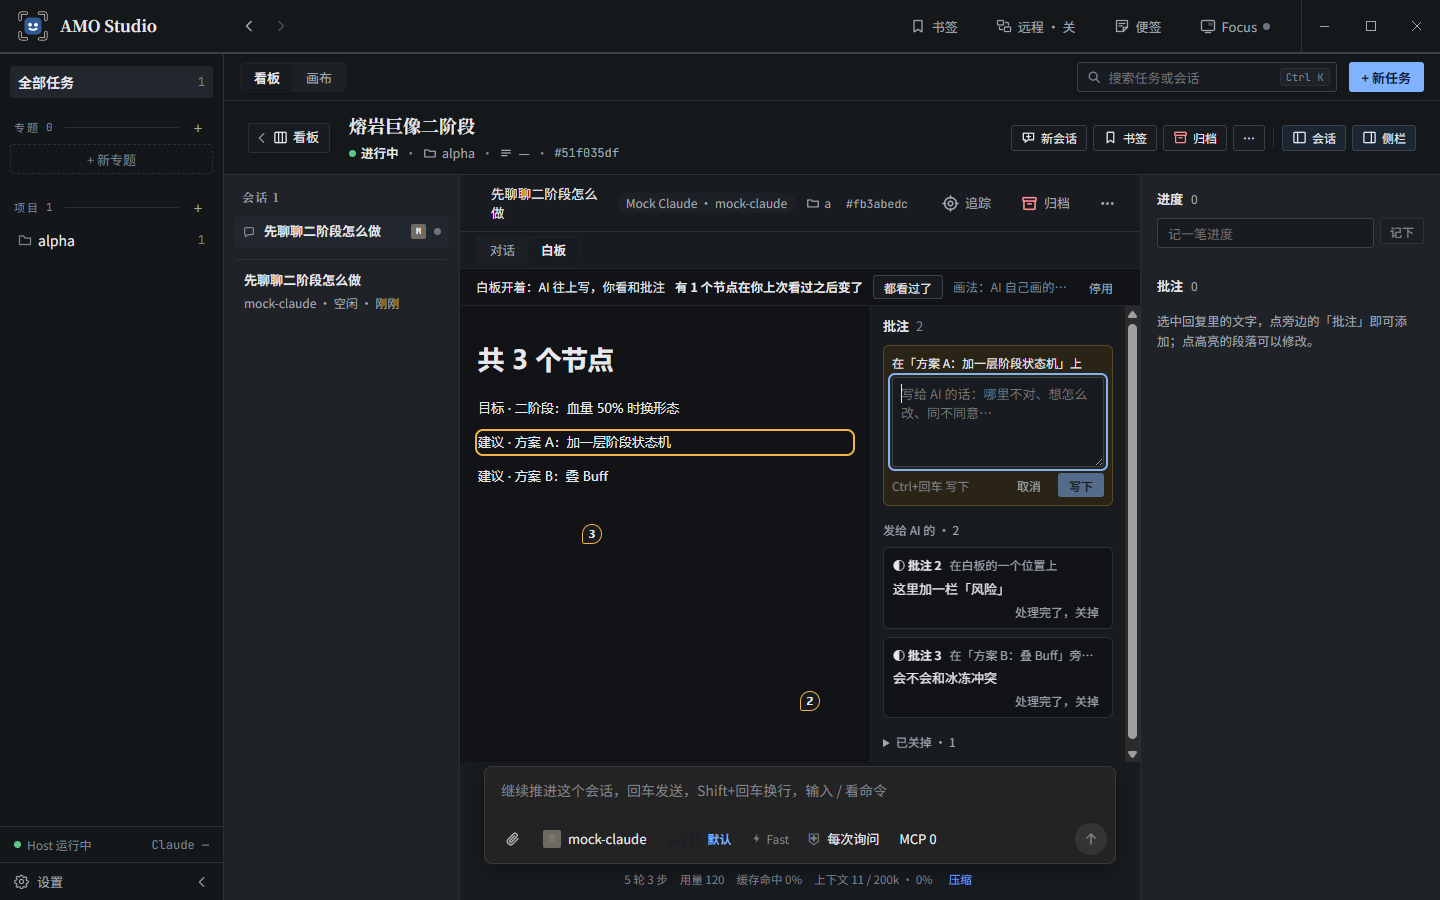 AMO Studio
书签
远程 · 关
便签
Focus
全部任务 1
看板
画布
搜索任务或会话 Ctrl K
+ 新任务
专题 0 +
+ 新专题
项目 1 +
alpha 1
看板
熔岩巨像二阶段
进行中 · alpha · — · #51f035df
新会话
书签
归档
···
会话
侧栏
会话 1
先聊聊二阶段怎么做 M
先聊聊二阶段怎么做
mock-claude · 空闲 · 刚刚
先聊聊二阶段怎么
做
Mock Claude · mock-claude
a
#fb3abedc
追踪
归档
···
对话
白板
白板开着：AI 往上写，你看和批注 有 1 个节点在你上次看过之后变了 都看过了 画法：AI 自己画的… 停用
共 3 个节点
目标 · 二阶段：血量 50% 时换形态
建议 · 方案 A：加一层阶段状态机
建议 · 方案 B：叠 Buff
3
2
批注 2
在「方案 A：加一层阶段状态机」上
写给 AI 的话：哪里不对、想怎么
改、同不同意…
Ctrl+回车 写下 取消 写下
发给 AI 的 · 2
批注 2 在白板的一个位置上
这里加一栏「风险」
处理完了，关掉
批注 3 在「方案 B：叠 Buff」旁…
会不会和冰冻冲突
处理完了，关掉
已关掉 · 1
进度 0
记一笔进度 记下
批注 0
选中回复里的文字，点旁边的「批注」即可添
加；点高亮的段落可以修改。
继续推进这个会话，回车发送，Shift+回车换行，输入 / 看命令
M mock-claude 默认 Fast 每次询问 MCP 0
5 轮 3 步 用量 120 缓存命中 0% 上下文 11 / 200k · 0% 压缩
Host 运行中 Claude —
设置